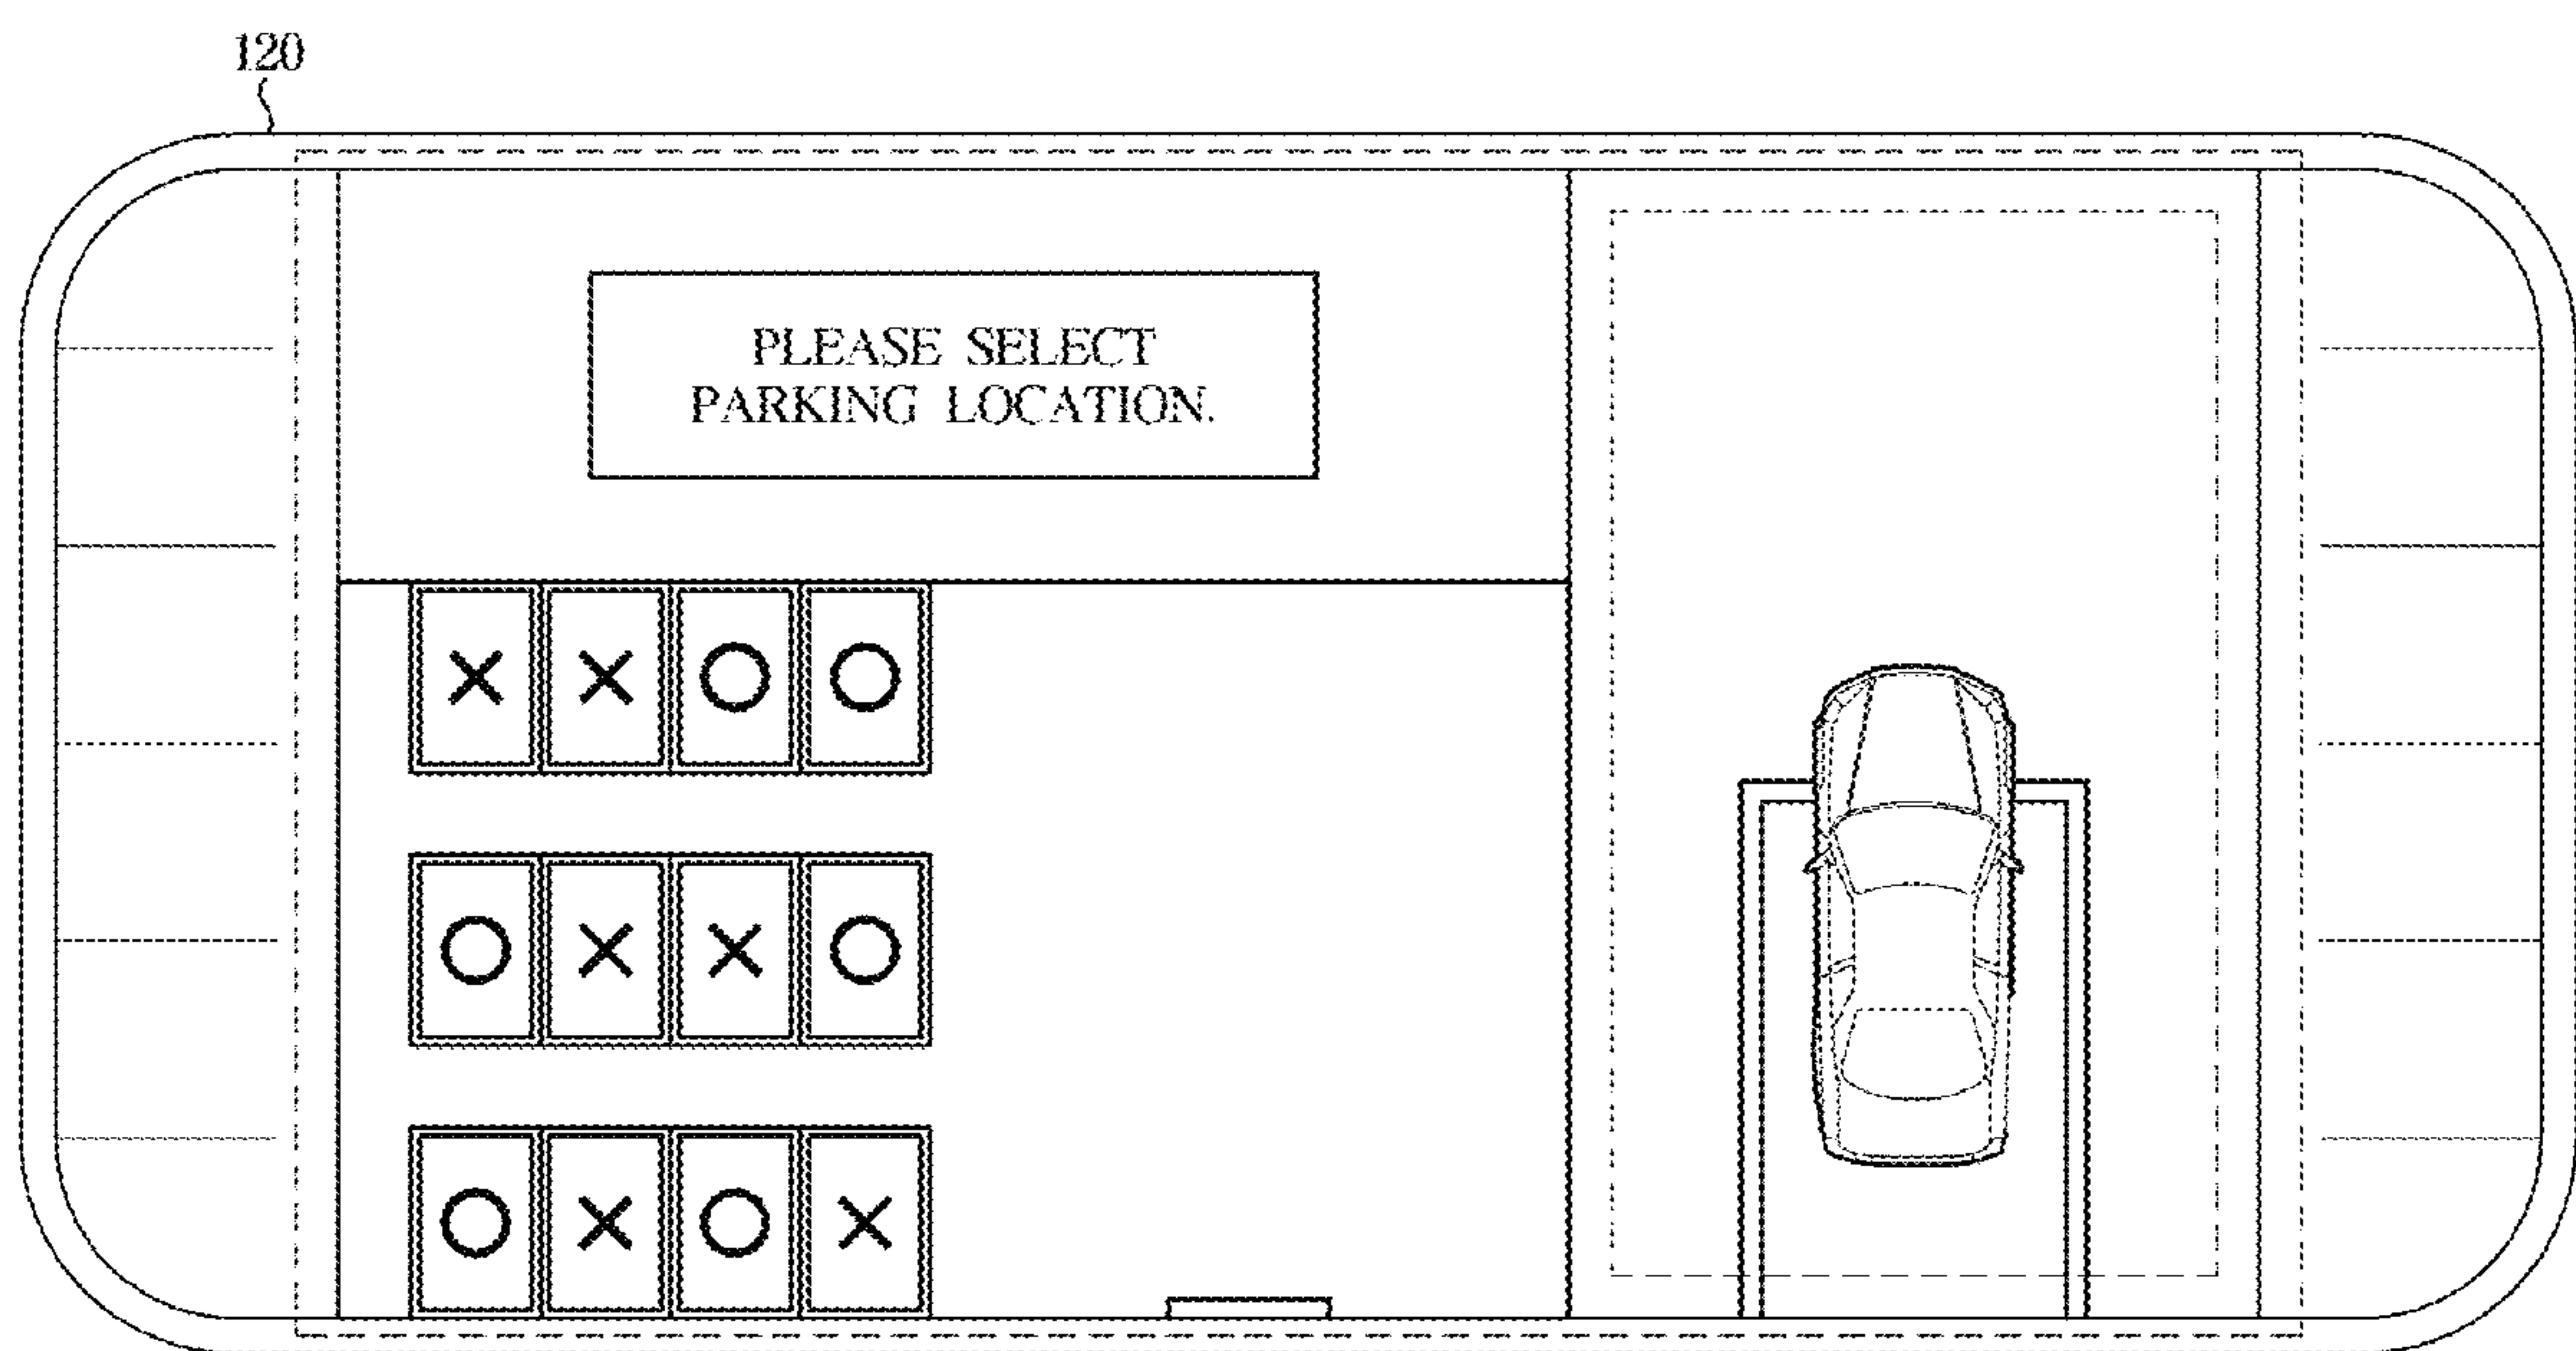 120
PLEASE SELECT
PARKING LOCATION.
X X O O
O X X O
O X O X